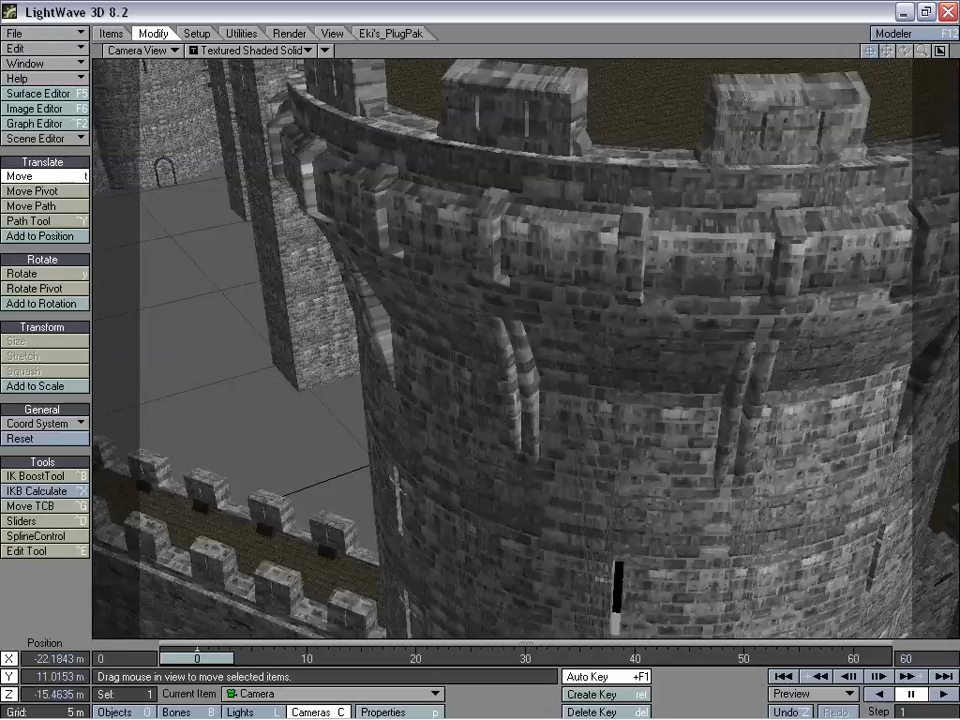 LightWave 3D 8.2
File
Items Modify Setup Utilities Render View Eki's_PlugPak
Modeler F12
Edit
Camera View
Textured Shaded Solid
Window
Help
Surface Editor F5
Image Editor F6
Graph Editor ^F2
Scene Editor
Translate
Move t
Move Pivot
Move Path
Path Tool ^Y
Add to Position
Rotate
Rotate y
Rotate Pivot
Add to Rotation
Transform
Size
Stretch
Squash
Add to Scale
General
Coord System
Reset
Tools
IK BoostTool ^B
IKB Calculate ^X
Move TCB ^G
Sliders ^D
SplineControl
Edit Tool ^E
Position
X -22.1843 m 0 0 10 20 30 40 50 60 60
Y 11.0153 m Drag mouse in view to move selected items. Auto Key +F1
Z -15.4635 m Sel: 1 Current Item Camera Create Key ret Preview
Grid: 5 m Objects O Bones B Lights L Cameras C Properties p Delete Key Undo ^Z Redo Step 1